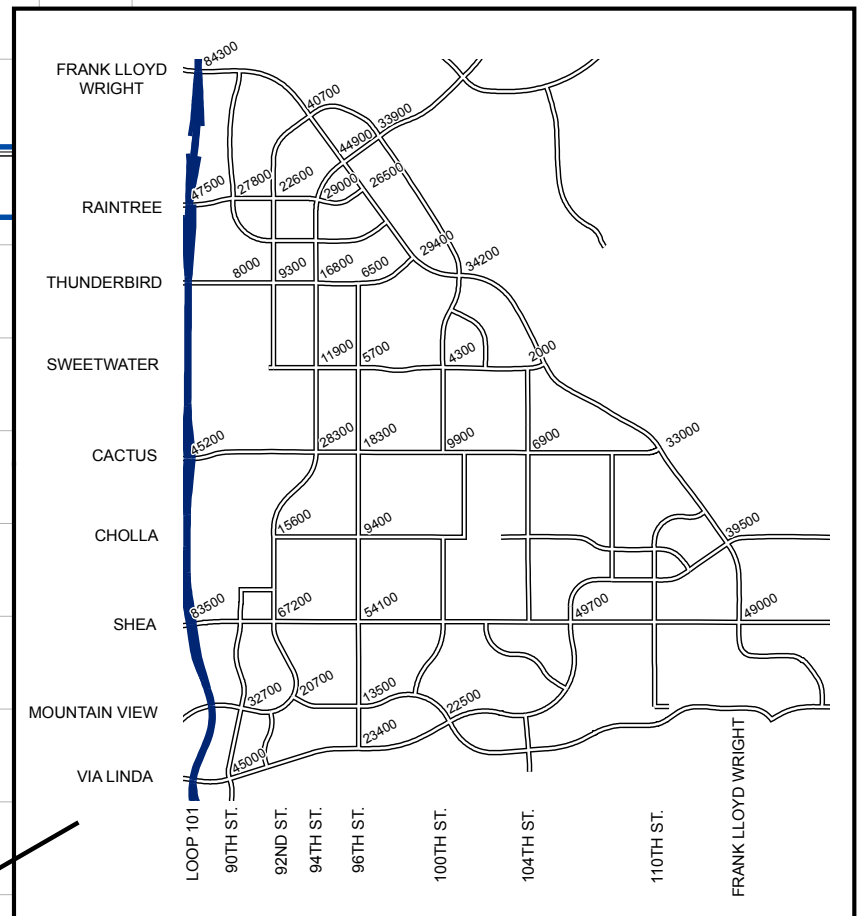 84300
FRANK LLOYD
WRIGHT
40700
33900
44900
47500
27800
22600
29000
26500
RAINTREE
29400
34200
8000
9300
16800
6500
THUNDERBIRD
11900
5700
4300
2000
SWEETWATER
45200
28300
18300
9900
6900
33000
CACTUS
15600
9400
39500
CHOLLA
83500
67200
54100
49700
49000
SHEA
32700
20700
13500
22500
MOUNTAIN VIEW
23400
45000
VIA LINDA
LOOP 101
90TH ST.
92ND ST.
94TH ST.
96TH ST.
100TH ST.
104TH ST.
110TH ST.
FRANK LLOYD WRIGHT